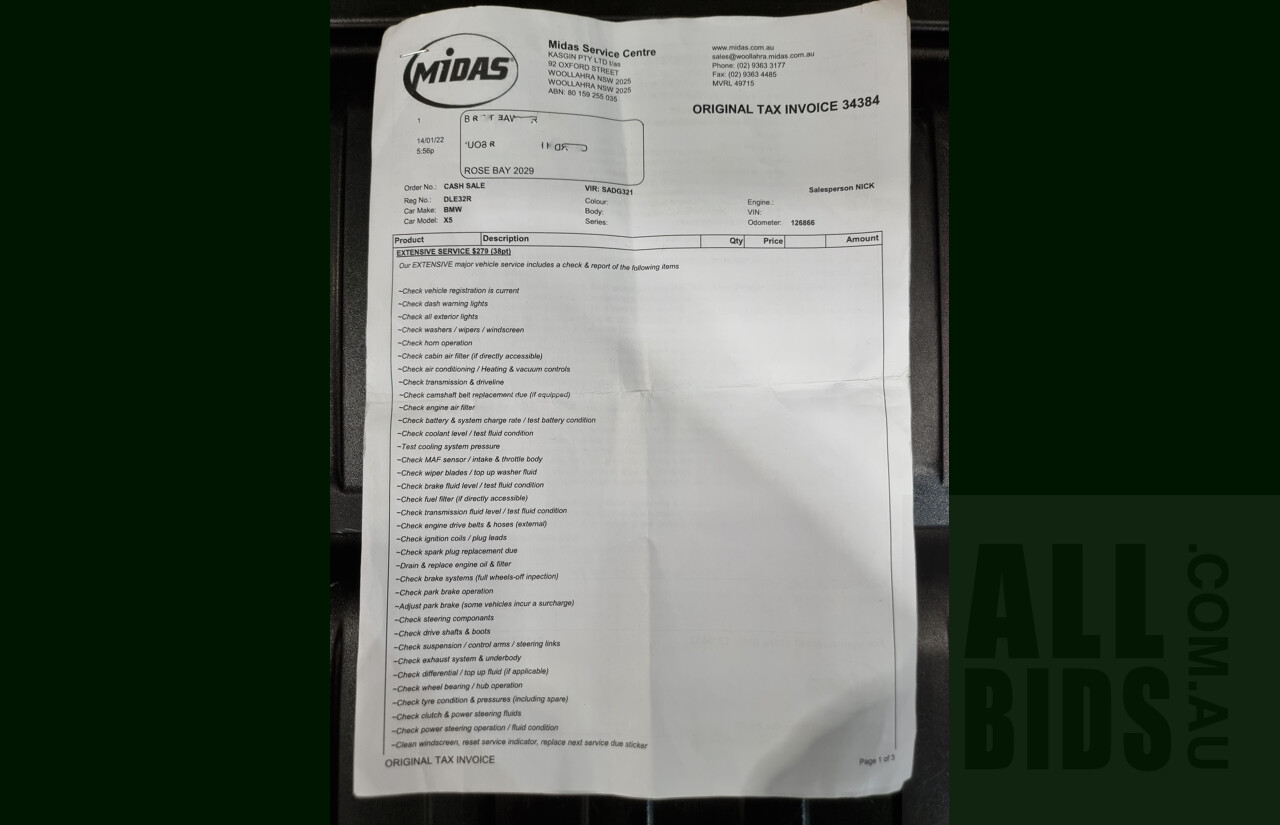 MiDAS
Midas Service Centre
KASGIN PTY LTD t/as
92 OXFORD STREET
WOOLLAHRA NSW 2025
WOOLLAHRA NSW 2025
ABN: 80 159 255 035
www.midas.com.au
sales@woollahra.midas.com.au
Phone: (02) 9363 3177
Fax: (02) 9363 4485
MVRL 49715
ORIGINAL TAX INVOICE 34384
1
14/01/22
5:56p
ROSE BAY 2029
Order No.: CASH SALE
VIR: SADG321
Salesperson NICK
Reg No.: DLE32R
Colour:
Engine.:
Car Make: BMW
Body:
VIN:
Car Model: X5
Series:
Odometer: 126866
Product Description Qty Price Amount
EXTENSIVE SERVICE $279 (38pt)
Our EXTENSIVE major vehicle service includes a check & report of the following items
~Check vehicle registration is current
~Check dash warning lights
~Check all exterior lights
~Check washers / wipers / windscreen
~Check horn operation
~Check cabin air filter (if directly accessible)
~Check air conditioning / Heating & vacuum controls
~Check transmission & driveline
~Check camshaft belt replacement due (if equipped)
~Check engine air filter
~Check battery & system charge rate / test battery condition
~Check coolant level / test fluid condition
~Test cooling system pressure
~Check MAF sensor / intake & throttle body
~Check wiper blades / top up washer fluid
~Check brake fluid level / test fluid condition
~Check fuel filter (if directly accessible)
~Check transmission fluid level / test fluid condition
~Check engine drive belts & hoses (external)
~Check ignition coils / plug leads
~Check spark plug replacement due
~Drain & replace engine oil & filter
~Check brake systems (full wheels-off inpection)
~Check park brake operation
~Adjust park brake (some vehicles incur a surcharge)
~Check steering componants
~Check drive shafts & boots
~Check suspension / control arms / steering links
~Check exhaust system & underbody
~Check differential / top up fluid (if applicable)
~Check wheel bearing / hub operation
~Check tyre condition & pressures (including spare)
~Check clutch & power steering fluids
~Check power steering operation / fluid condition
~Clean windscreen, reset service indicator, replace next service due sticker
ORIGINAL TAX INVOICE
Page 1 of 3
ALL
BIDS
.COM.AU